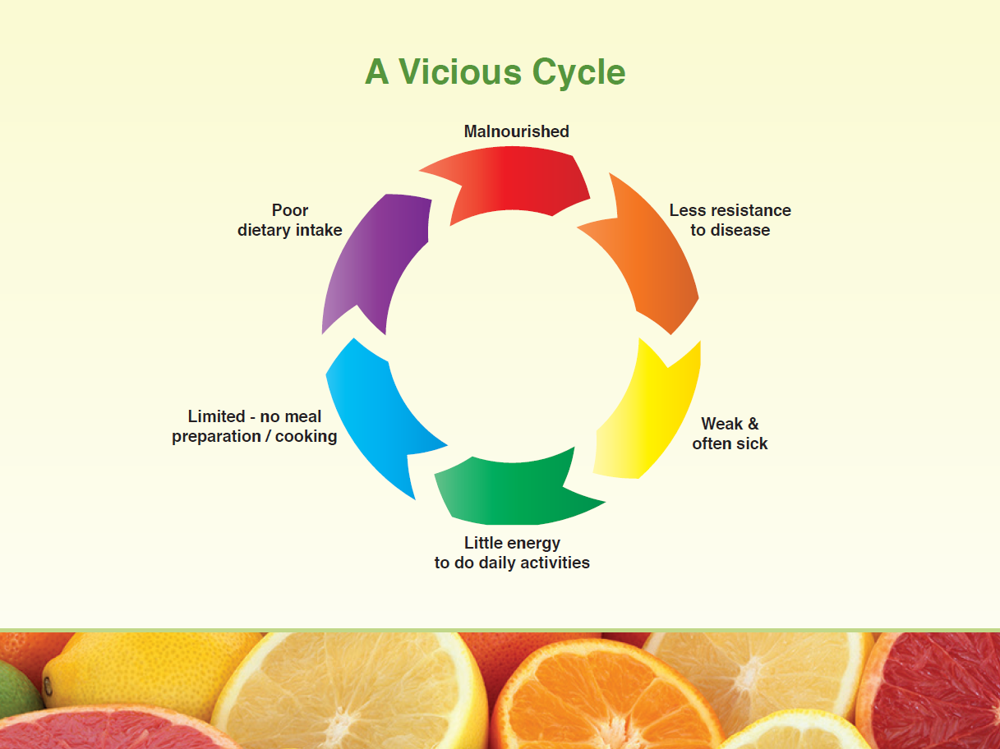 A Vicious Cycle
Malnourished
Less resistance
to disease
Weak &
often sick
Little energy
to do daily activities
Limited - no meal
preparation / cooking
Poor
dietary intake